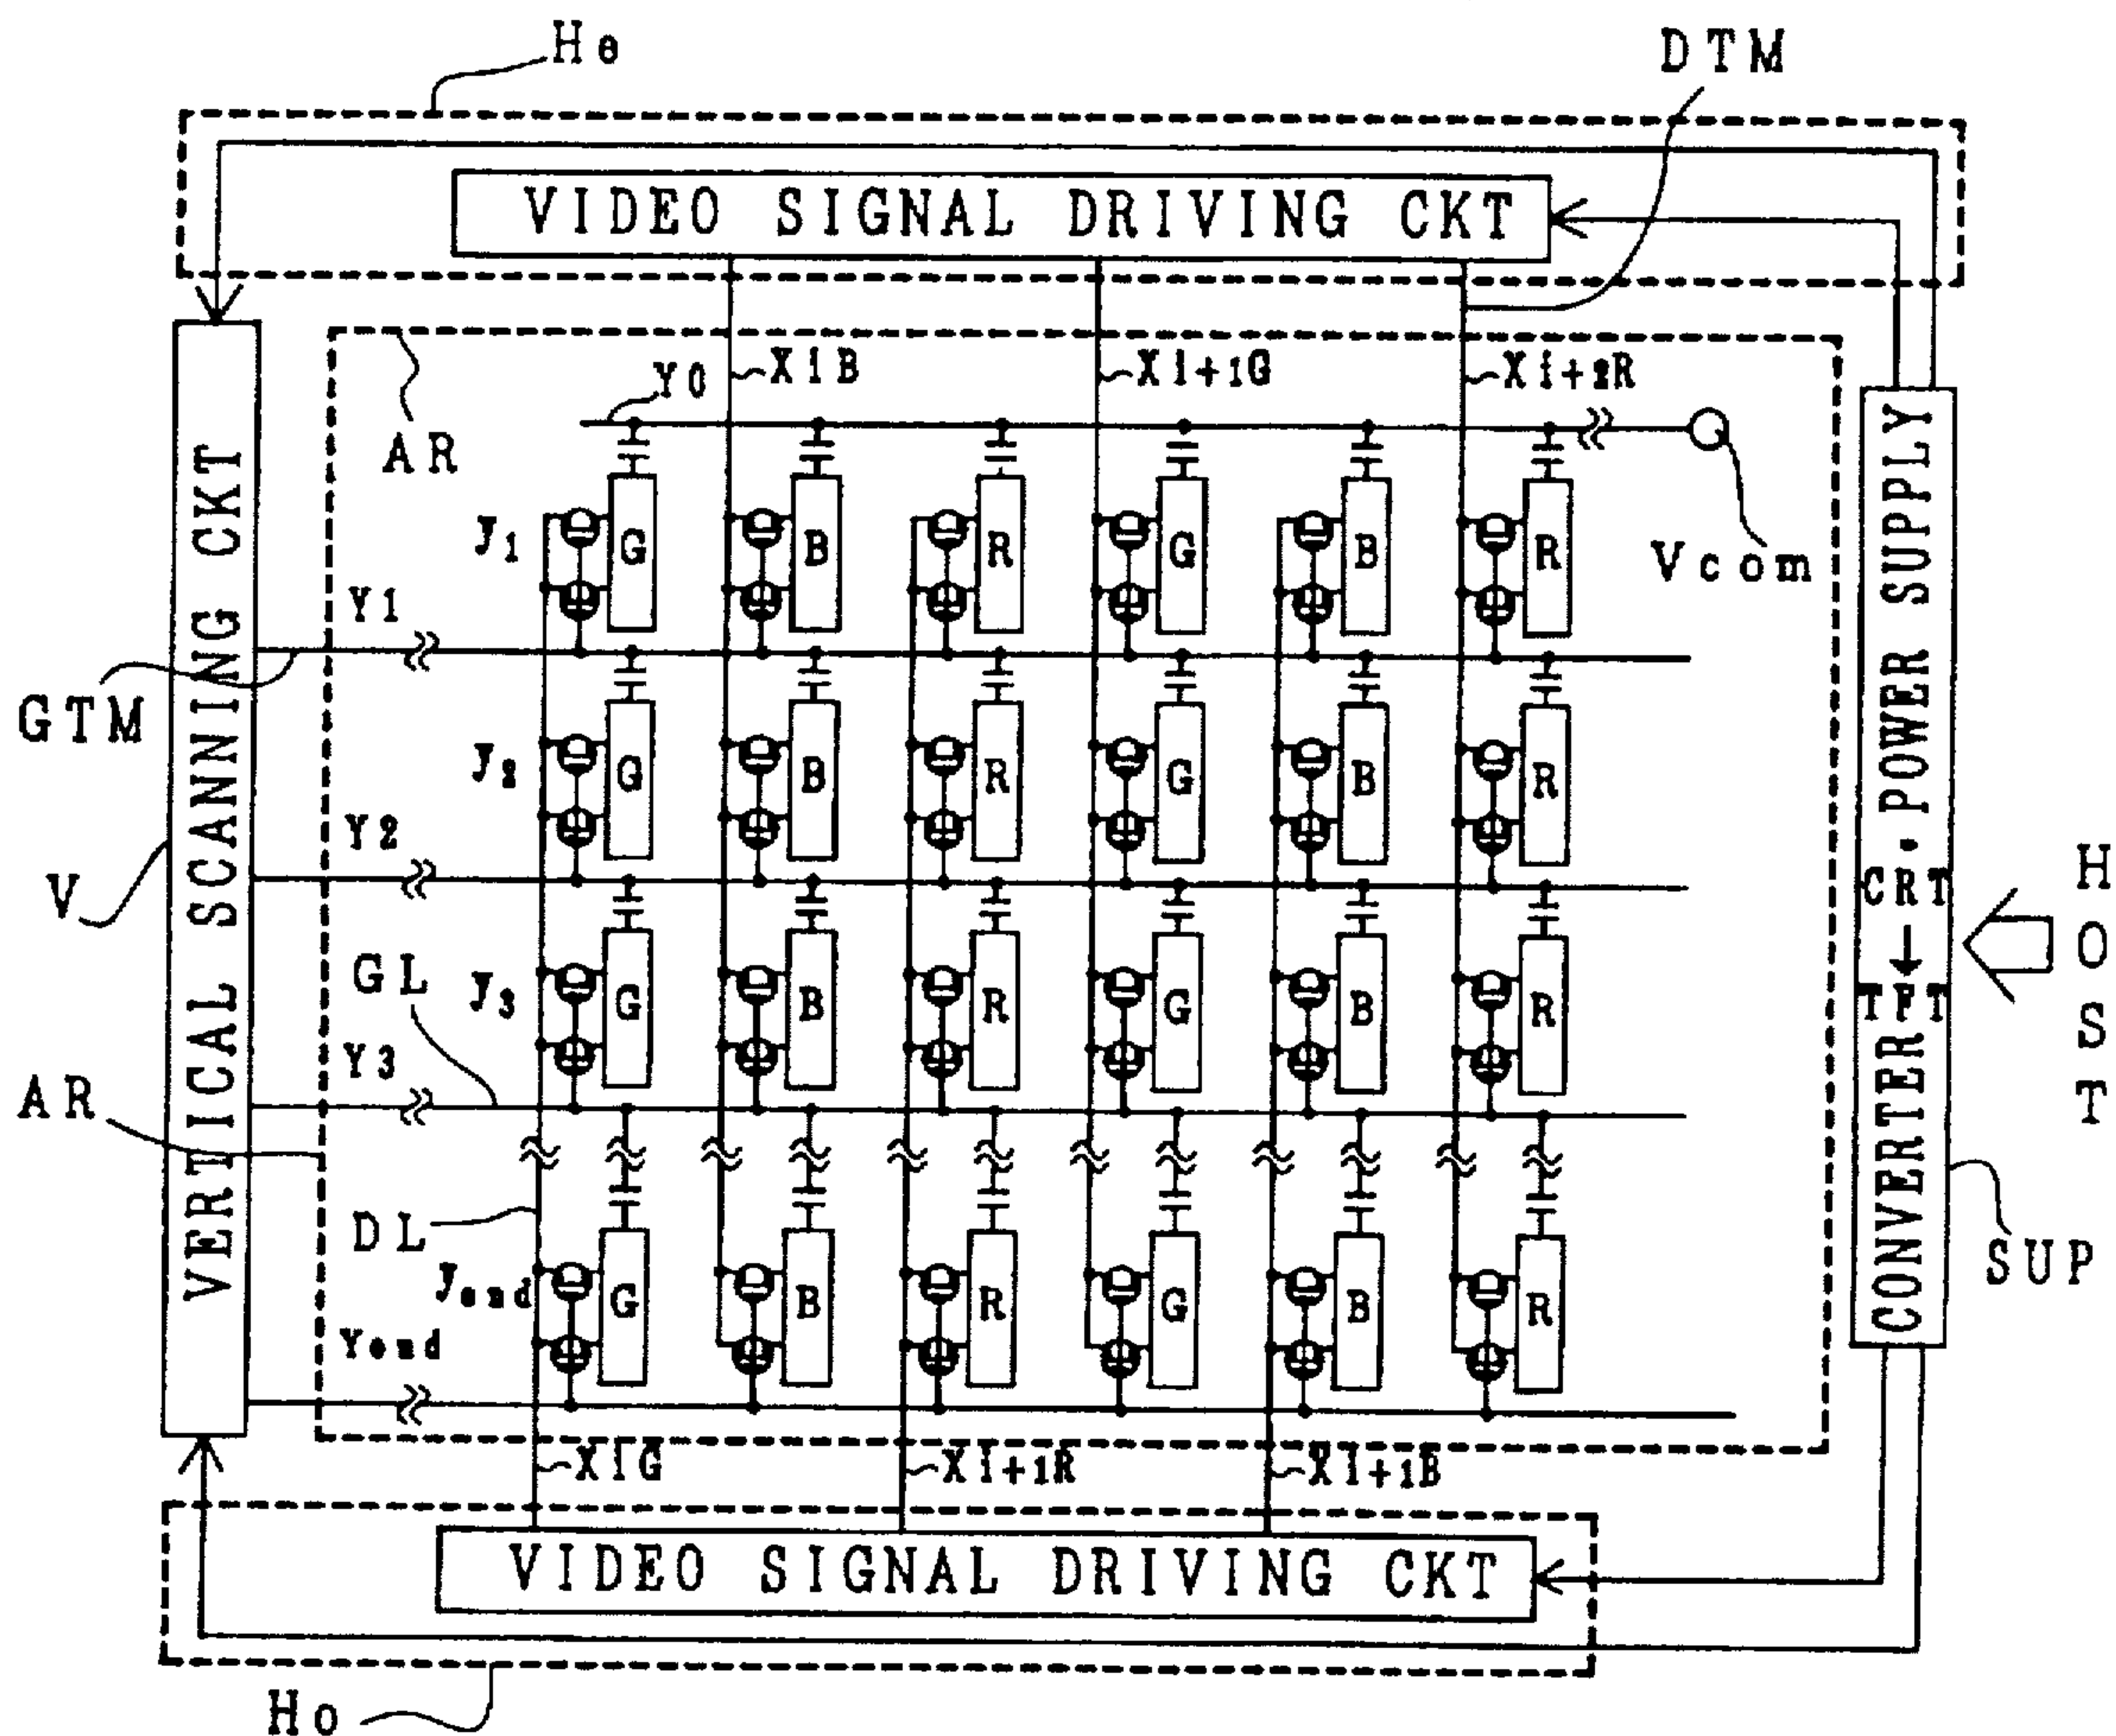 He
DTM
VIDEO SIGNAL DRIVING CKT
XiB
Xi+1G
Xi+2R
Y0
AR
Vcom
VERTICAL SCANNING CKT
J1
G B R G B R
Y1
GTM
J2
G B R G B R
Y2
V
GL
J3
G B R G B R
Y3
AR
DL
Jend
G B R G B R
Yend
XiG
Xi+1R
Xi+1B
VIDEO SIGNAL DRIVING CKT
Ho
CONVERTER · POWER SUPPLY
CRT
TFT
HOST
SUP